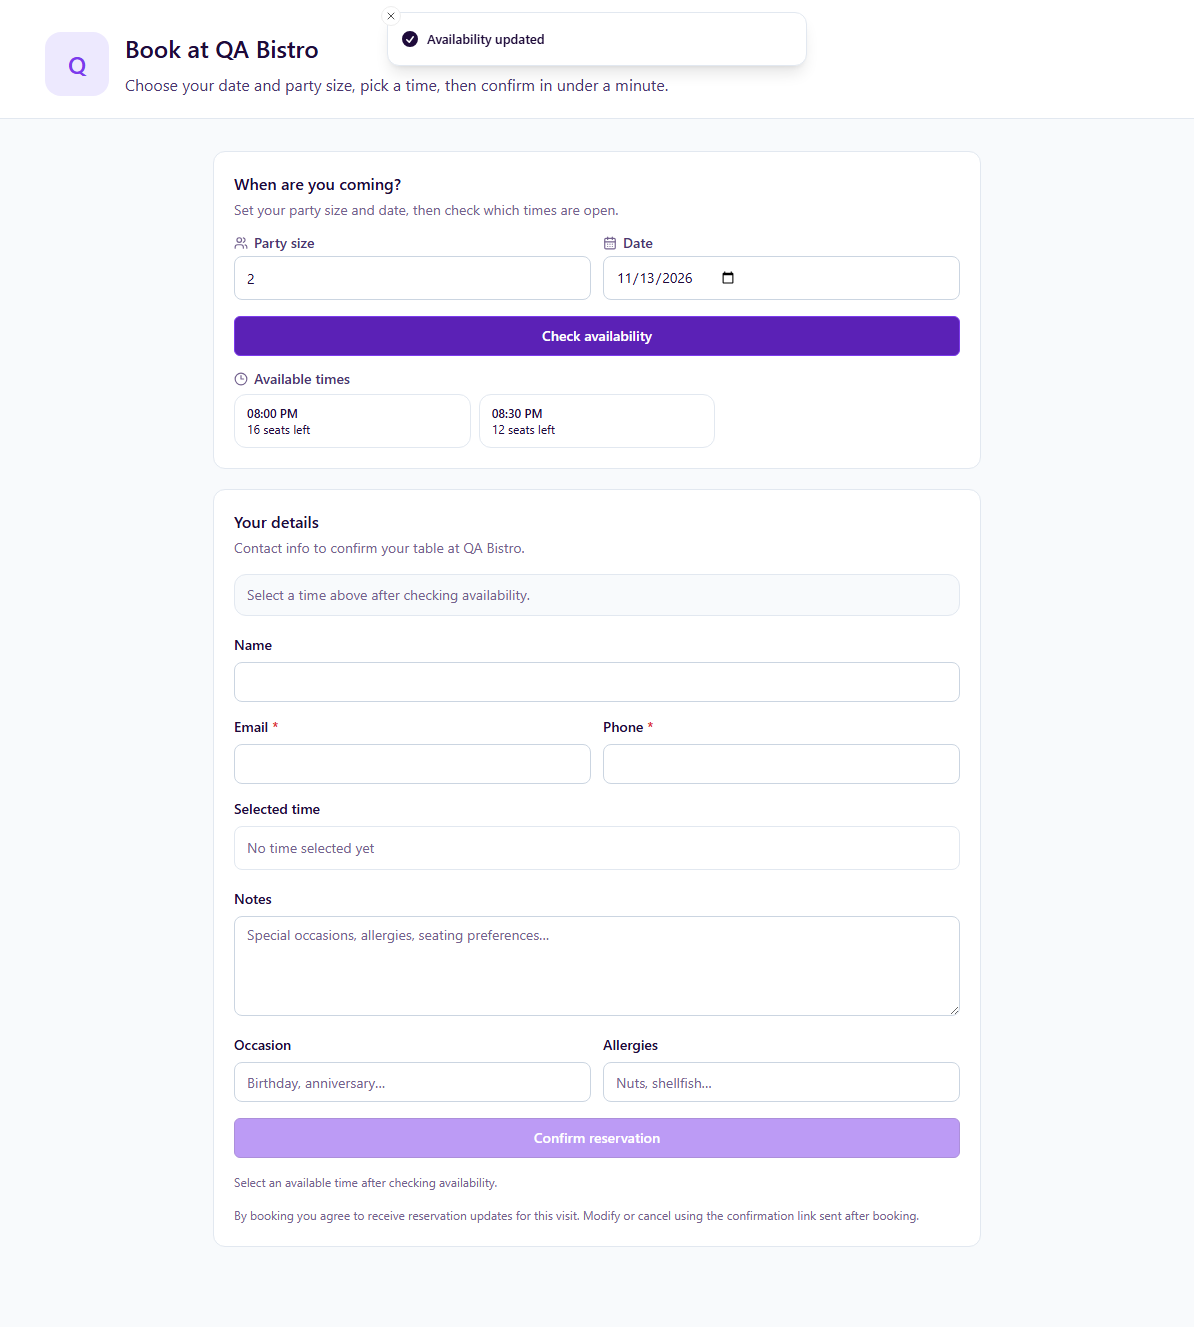 Availability updated
Q
Book at QA Bistro
Choose your date and party size, pick a time, then confirm in under a minute.
When are you coming?
Set your party size and date, then check which times are open.
Party size
Date
2
11/13/2026
Check availability
Available times
08:00 PM
16 seats left
08:30 PM
12 seats left
Your details
Contact info to confirm your table at QA Bistro.
Select a time above after checking availability.
Name
Email *
Phone *
Selected time
No time selected yet
Notes
Special occasions, allergies, seating preferences...
Occasion
Allergies
Birthday, anniversary...
Nuts, shellfish...
Confirm reservation
Select an available time after checking availability.
By booking you agree to receive reservation updates for this visit. Modify or cancel using the confirmation link sent after booking.